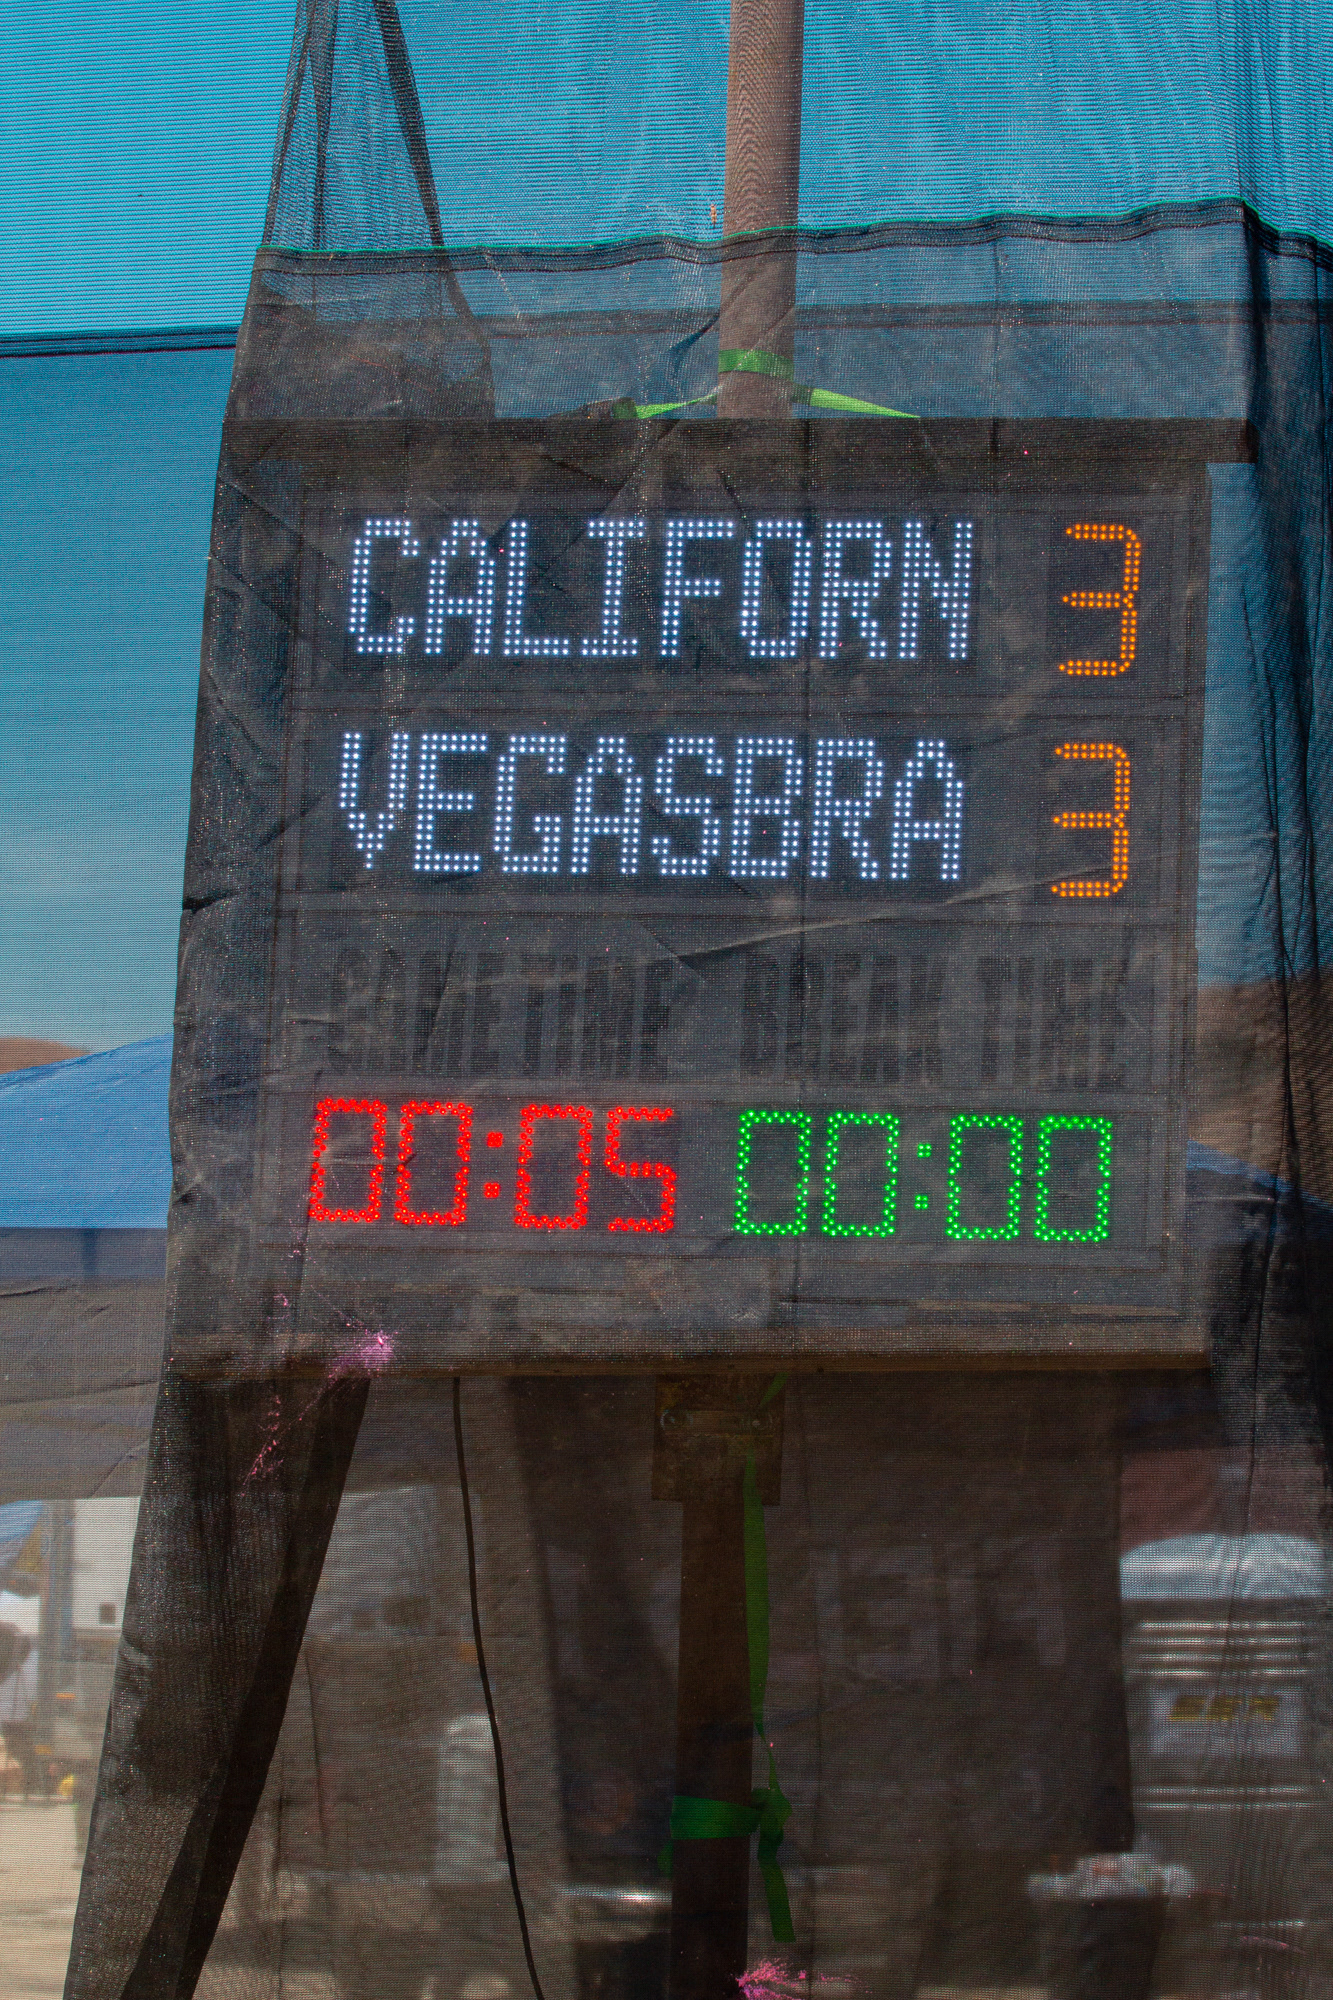 CALIFORN 3
VEGASBRA 3
GAME TIME BREAK TIME
00:05 00:00